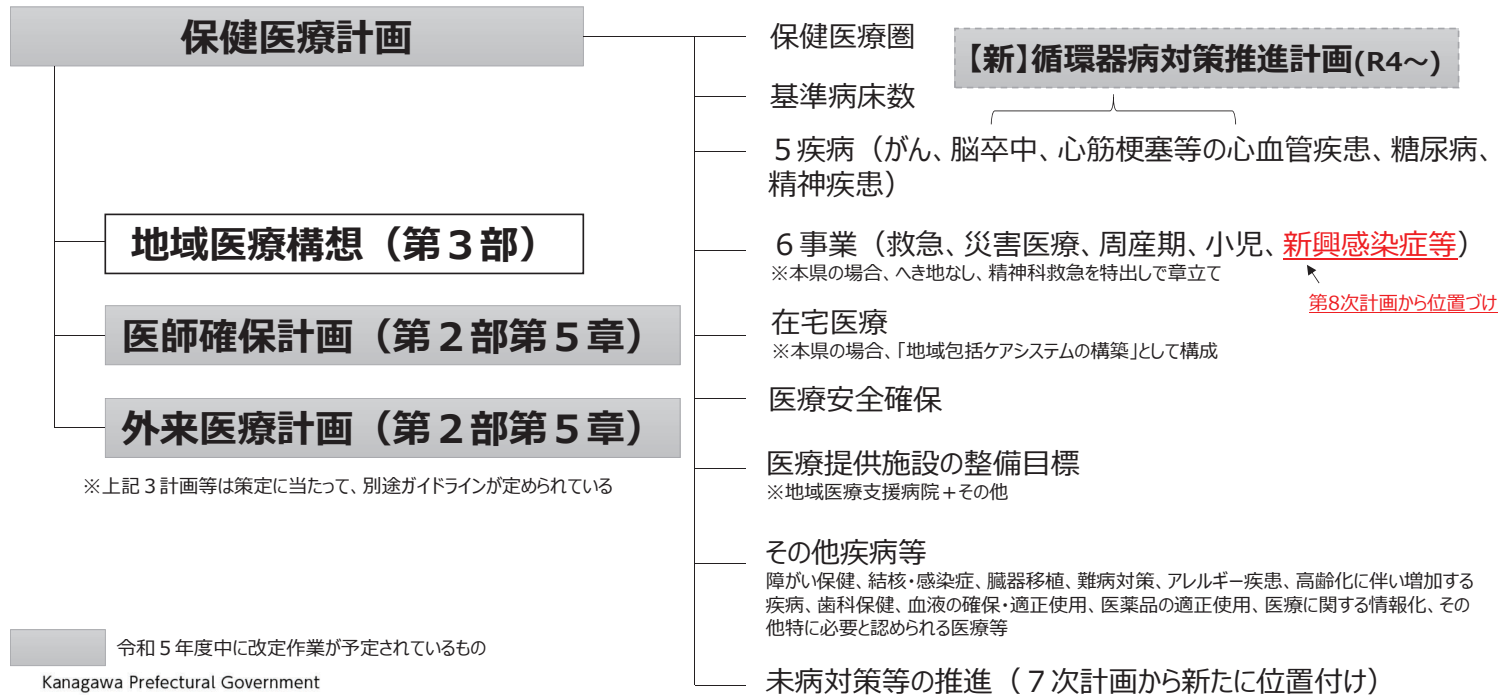 保健医療計画
地域医療構想（第３部）
医師確保計画（第２部第５章）
外来医療計画（第２部第５章）
※上記３計画等は策定に当たって、別途ガイドラインが定められている
保健医療圏
【新】循環器病対策推進計画(R4～)
基準病床数
５疾病（がん、脳卒中、心筋梗塞等の心血管疾患、糖尿病、
精神疾患）
６事業（救急、災害医療、周産期、小児、新興感染症等）
※本県の場合、へき地なし、精神科救急を特出しで章立て
第8次計画から位置づけ
在宅医療
※本県の場合、「地域包括ケアシステムの構築」として構成
医療安全確保
医療提供施設の整備目標
※地域医療支援病院＋その他
その他疾病等
障がい保健、結核・感染症、臓器移植、難病対策、アレルギー疾患、高齢化に伴い増加する
疾病、歯科保健、血液の確保・適正使用、医薬品の適正使用、医療に関する情報化、その
他特に必要と認められる医療等
未病対策等の推進（７次計画から新たに位置付け）
令和５年度中に改定作業が予定されているもの
Kanagawa Prefectural Government